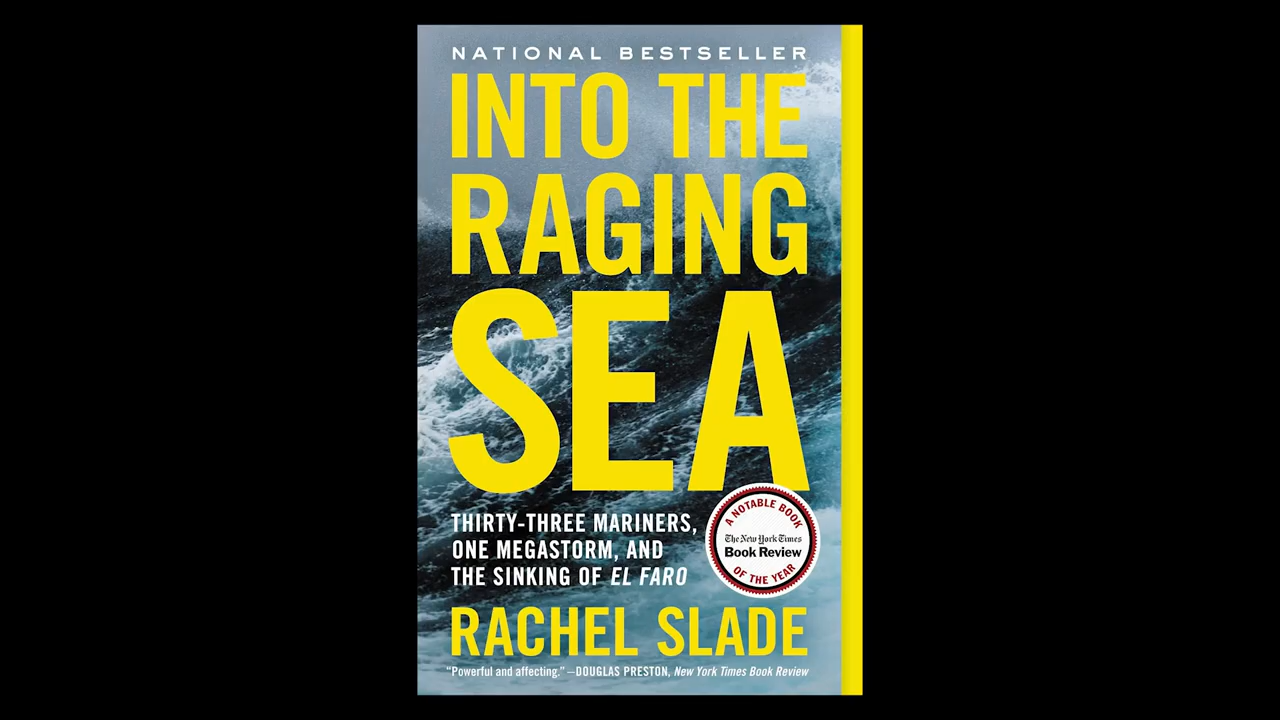 NATIONAL BESTSELLER
INTO THE
RAGING
SEA
THIRTY-THREE MARINERS,
ONE MEGASTORM, AND
THE SINKING OF EL FARO
A NOTABLE BOOK
The New York Times
Book Review
OF THE YEAR
RACHEL SLADE
"Powerful and affecting." —DOUGLAS PRESTON, New York Times Book Review